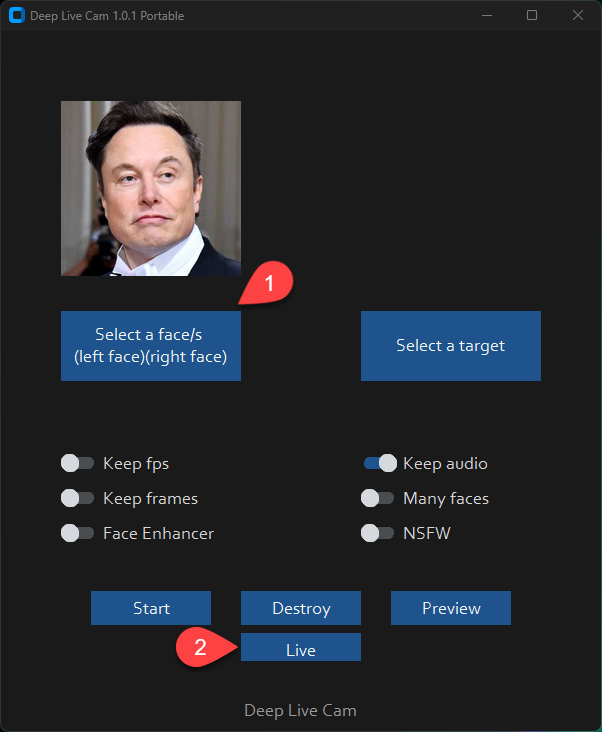 Deep Live Cam 1.0.1 Portable
1
Select a face/s
(left face)(right face)
Select a target
Keep fps
Keep audio
Keep frames
Many faces
Face Enhancer
NSFW
Start
Destroy
Preview
2
Live
Deep Live Cam